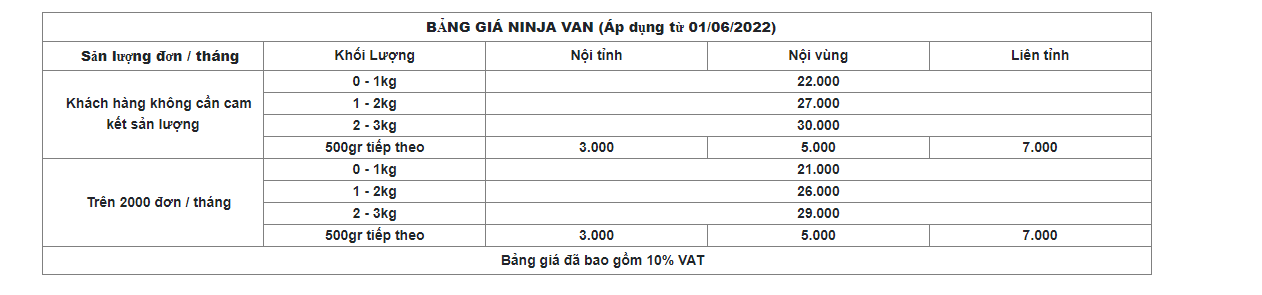 BẢNG GIÁ NINJA VAN (Áp dụng từ 01/06/2022)
Sản lượng đơn / tháng Khối Lượng Nội tỉnh Nội vùng Liên tỉnh
Khách hàng không cần cam kết sản lượng
0 - 1kg 22.000
1 - 2kg 27.000
2 - 3kg 30.000
500gr tiếp theo 3.000 5.000 7.000
Trên 2000 đơn / tháng
0 - 1kg 21.000
1 - 2kg 26.000
2 - 3kg 29.000
500gr tiếp theo 3.000 5.000 7.000
Bảng giá đã bao gồm 10% VAT